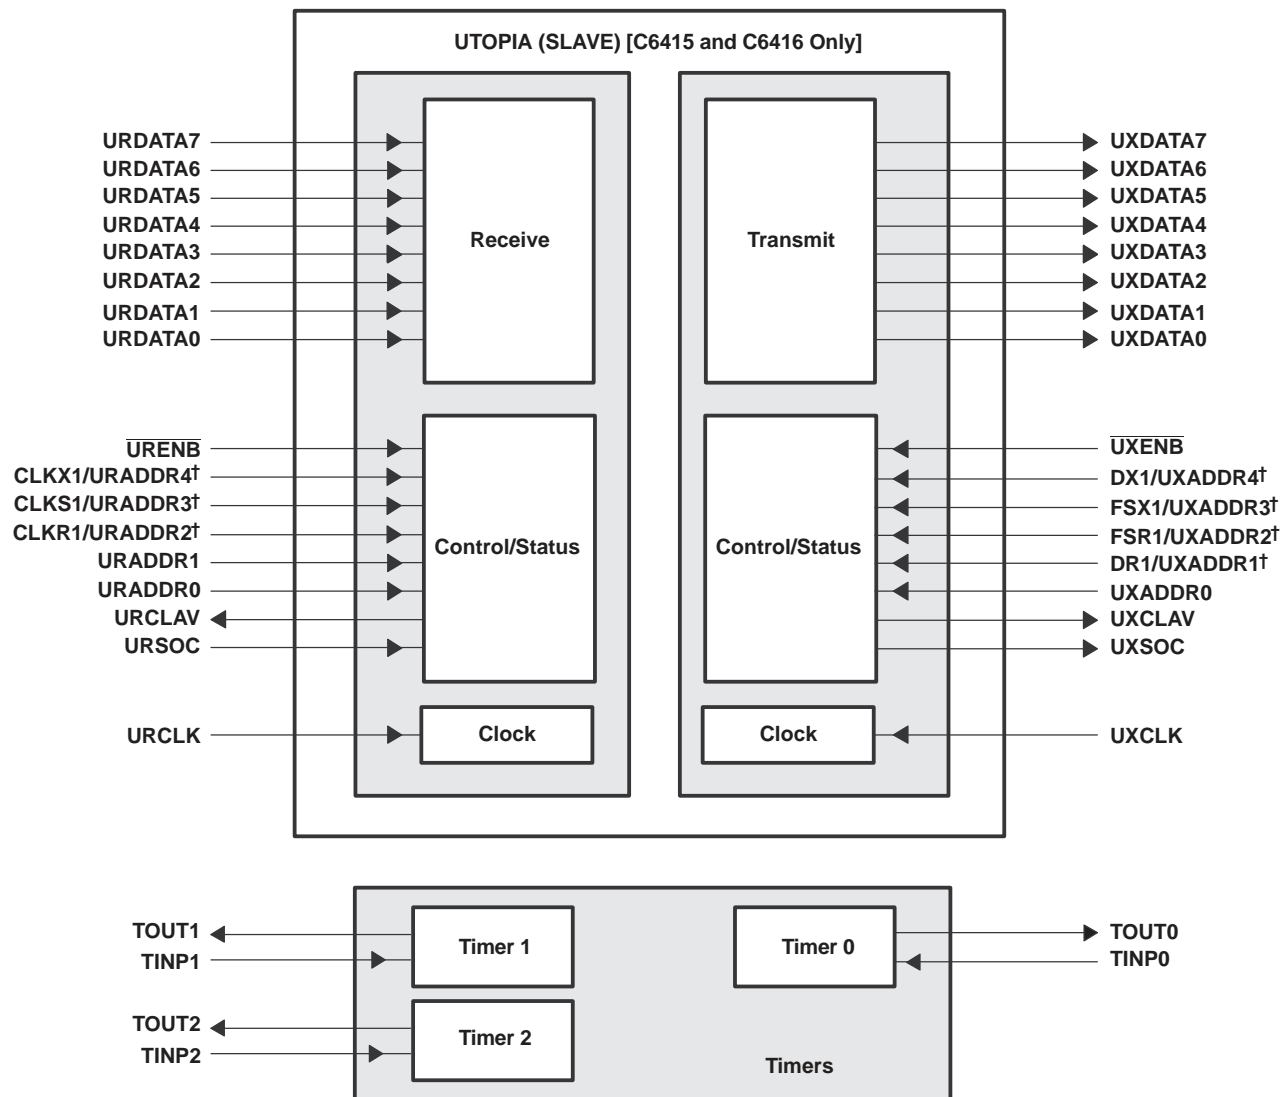 UTOPIA (SLAVE) [C6415 and C6416 Only]
URDATA7
URDATA6
URDATA5
URDATA4
URDATA3
URDATA2
URDATA1
URDATA0
Receive
Transmit
UXDATA7
UXDATA6
UXDATA5
UXDATA4
UXDATA3
UXDATA2
UXDATA1
UXDATA0
URENB
CLKX1/URADDR4†
CLKS1/URADDR3†
CLKR1/URADDR2†
URADDR1
URADDR0
URCLAV
URSOC
Control/Status
Control/Status
UXENB
DX1/UXADDR4†
FSX1/UXADDR3†
FSR1/UXADDR2†
DR1/UXADDR1†
UXADDR0
UXCLAV
UXSOC
URCLK
Clock
Clock
UXCLK
TOUT1
TINP1
Timer 1
Timer 0
TOUT0
TINP0
TOUT2
TINP2
Timer 2
Timers